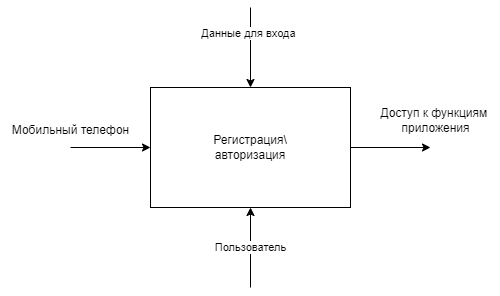 Данные для входа
Мобильный телефон
Регистрация\
авторизация
Доступ к функциям
приложения
Пользователь